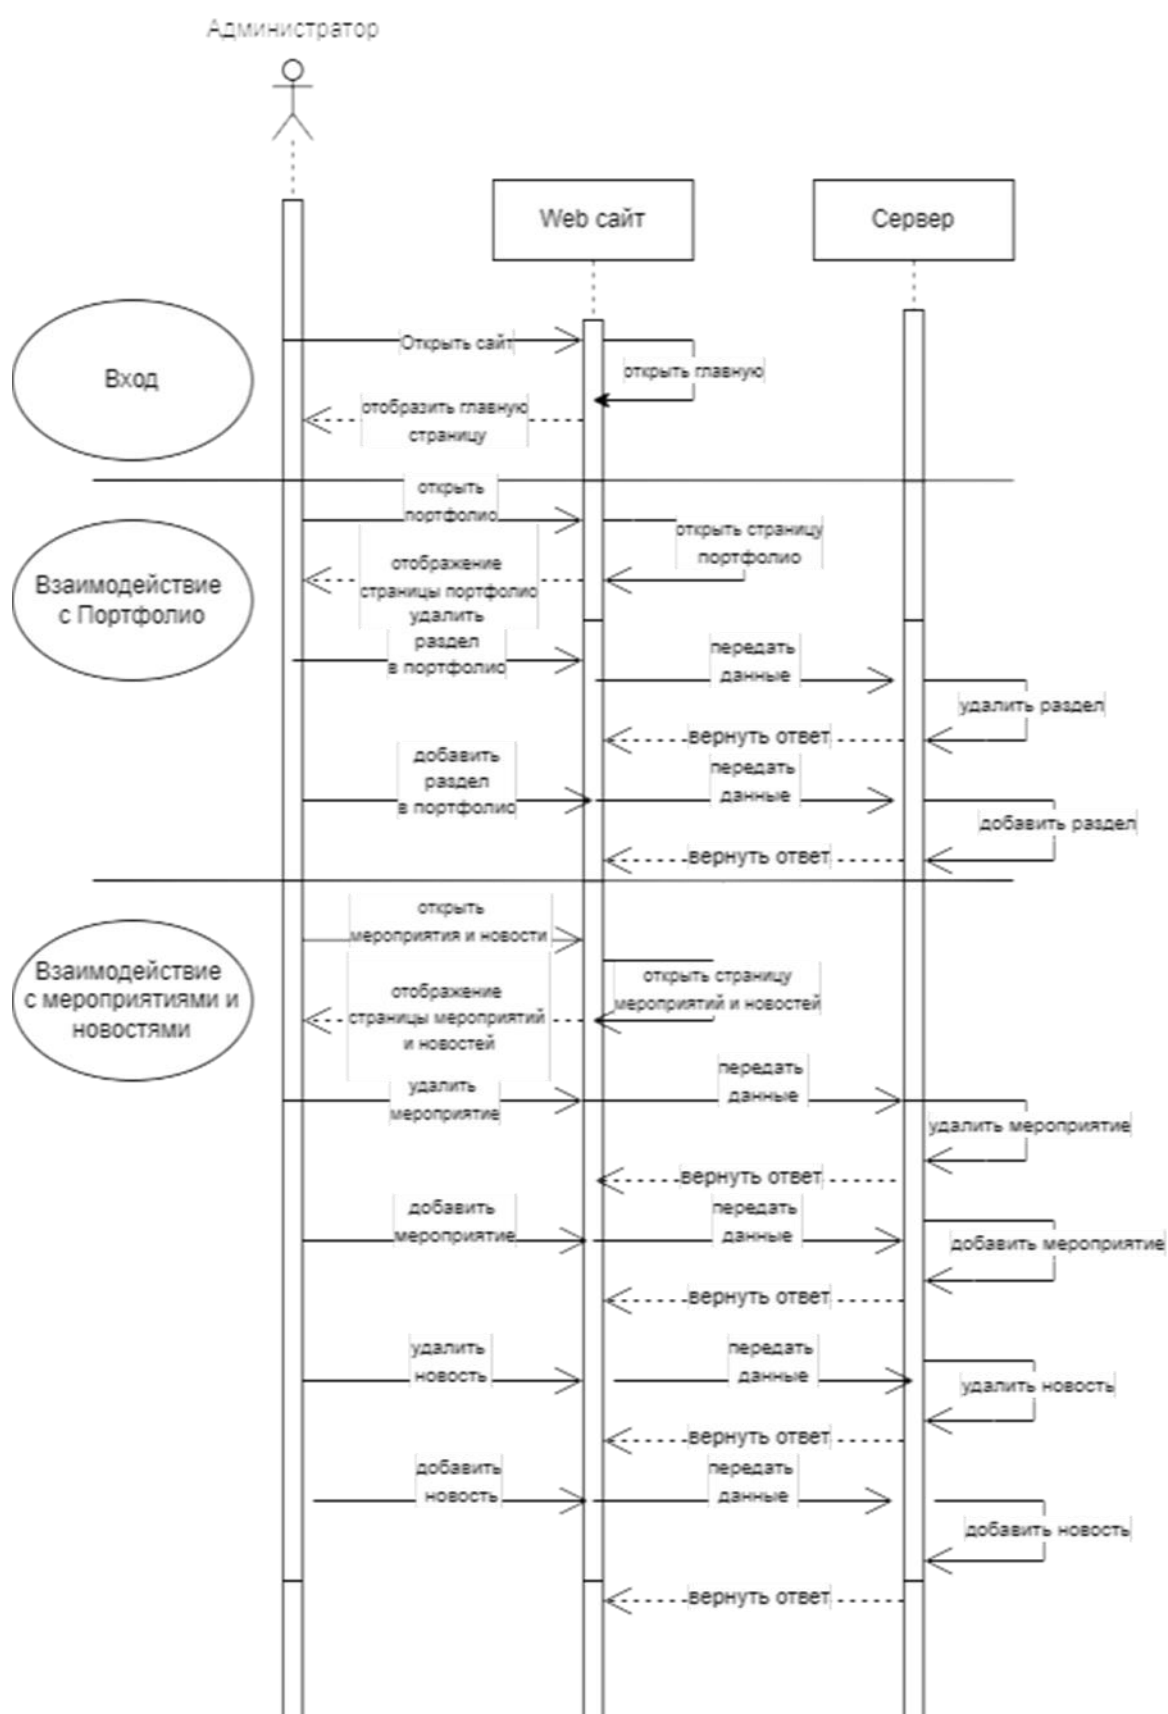 Администратор
Web сайт
Сервер
Вход
Открыть сайт
открыть главную
отобразить главную
страницу
Взаимодействие
с Портфолио
открыть
портфолио
открыть страницу
портфолио
отображение
страницы портфолио
удалить
раздел
в портфолио
передать
данные
удалить раздел
вернуть ответ
добавить
раздел
в портфолио
передать
данные
добавить раздел
вернуть ответ
Взаимодействие
с мероприятиями и
новостями
открыть
мероприятия и новости
открыть страницу
мероприятий и новостей
отображение
страницы мероприятий
и новостей
удалить
мероприятие
передать
данные
удалить мероприятие
вернуть ответ
добавить
мероприятие
передать
данные
добавить мероприятие
вернуть ответ
удалить
новость
передать
данные
удалить новость
вернуть ответ
добавить
новость
передать
данные
добавить новость
вернуть ответ